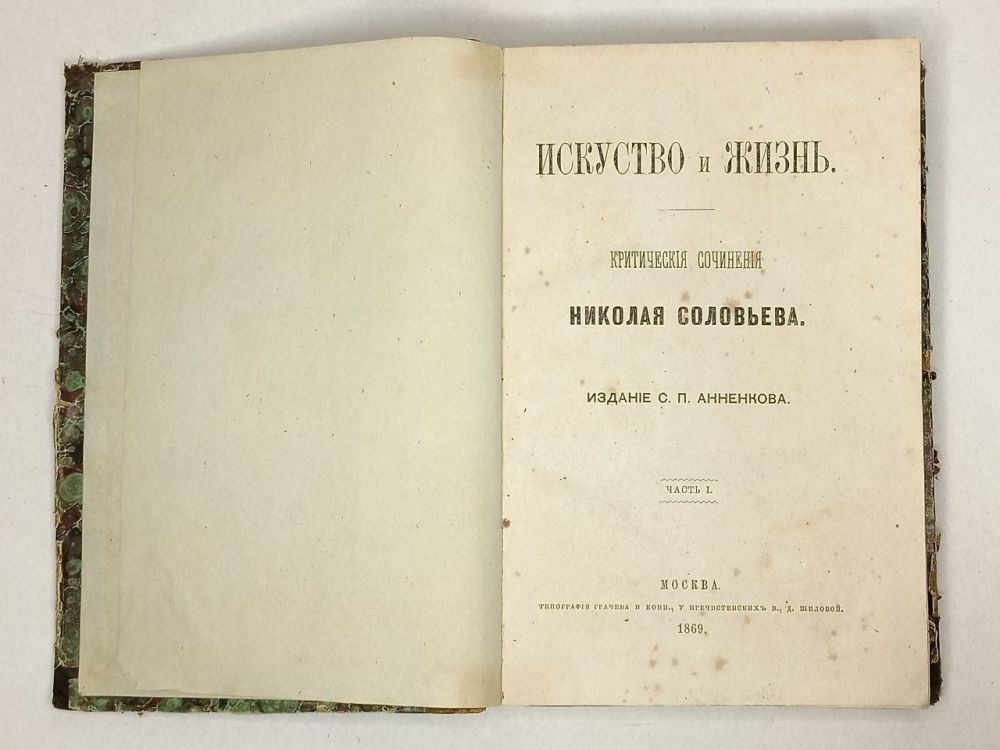 ИСКУСТВО и ЖИЗНЬ.
КРИТИЧЕСКІЯ СОЧИНЕНІЯ
НИКОЛАЯ СОЛОВЬЕВА.
ИЗДАНІЕ С. П. АННЕНКОВА.
ЧАСТЬ I.
МОСКВА.
ТИПОГРАФІЯ ГРАЧЕВА И КОМП., У ПРЕЧИСТЕНСКИХЪ В., Д. ШИЛОВОЙ.
1869.